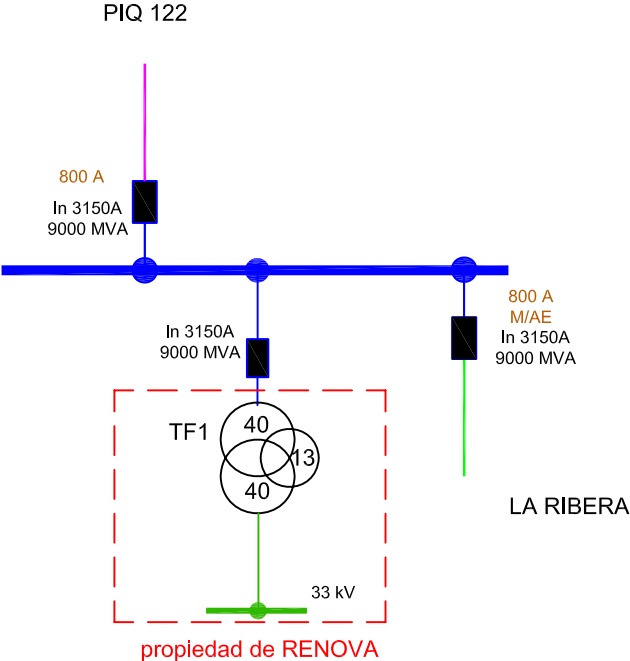 PIQ 122
800 A
In 3150A
9000 MVA
800 A
M/AE
In 3150A
9000 MVA
In 3150A
9000 MVA
TF1
40
13
40
LA RIBERA
33 kV
propiedad de RENOVA